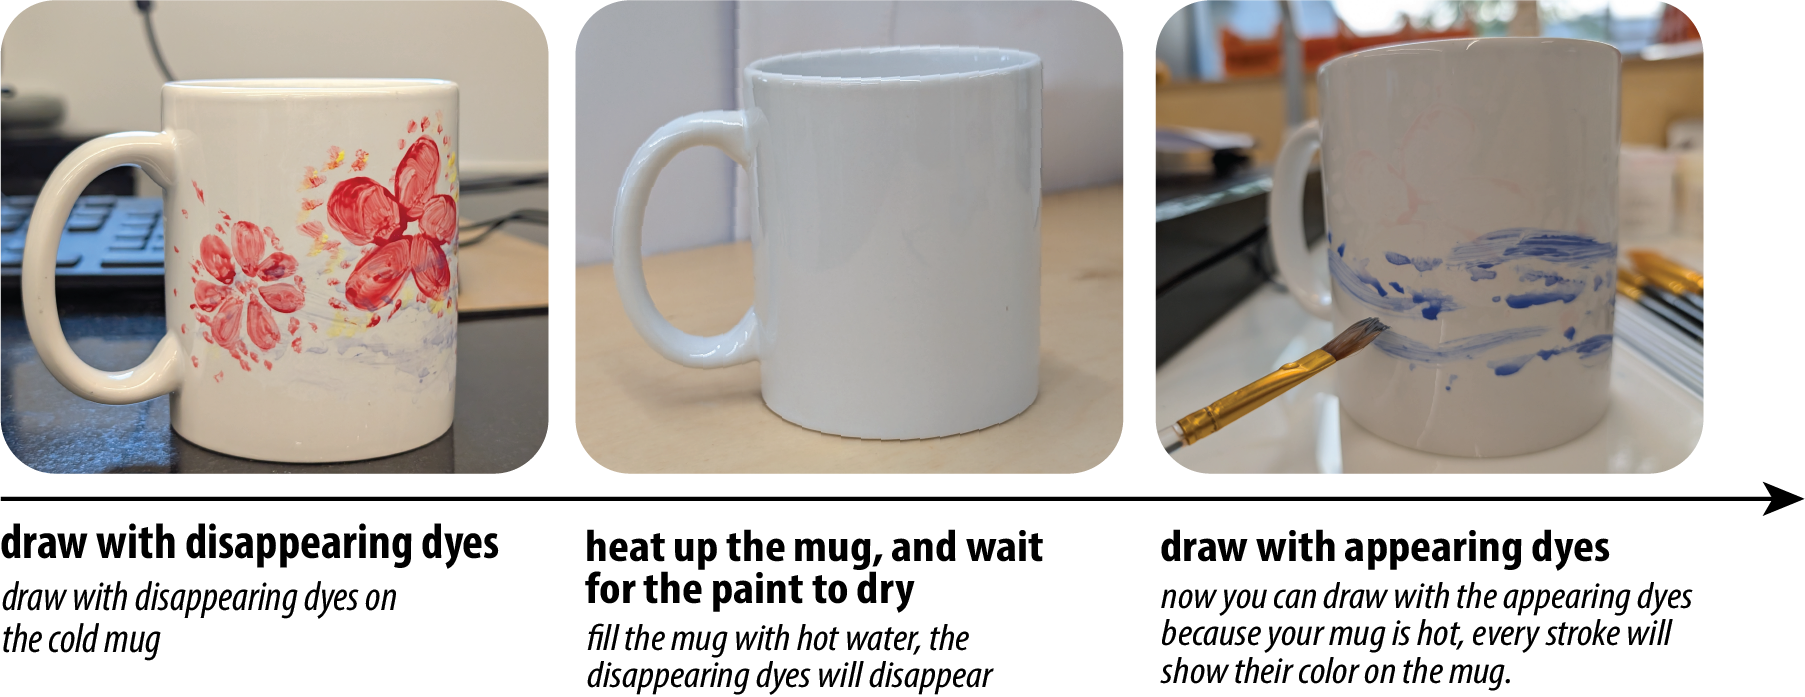 draw with disappearing dyes
draw with disappearing dyes on
the cold mug
heat up the mug, and wait
for the paint to dry
fill the mug with hot water, the
disappearing dyes will disappear
draw with appearing dyes
now you can draw with the appearing dyes
because your mug is hot, every stroke will
show their color on the mug.